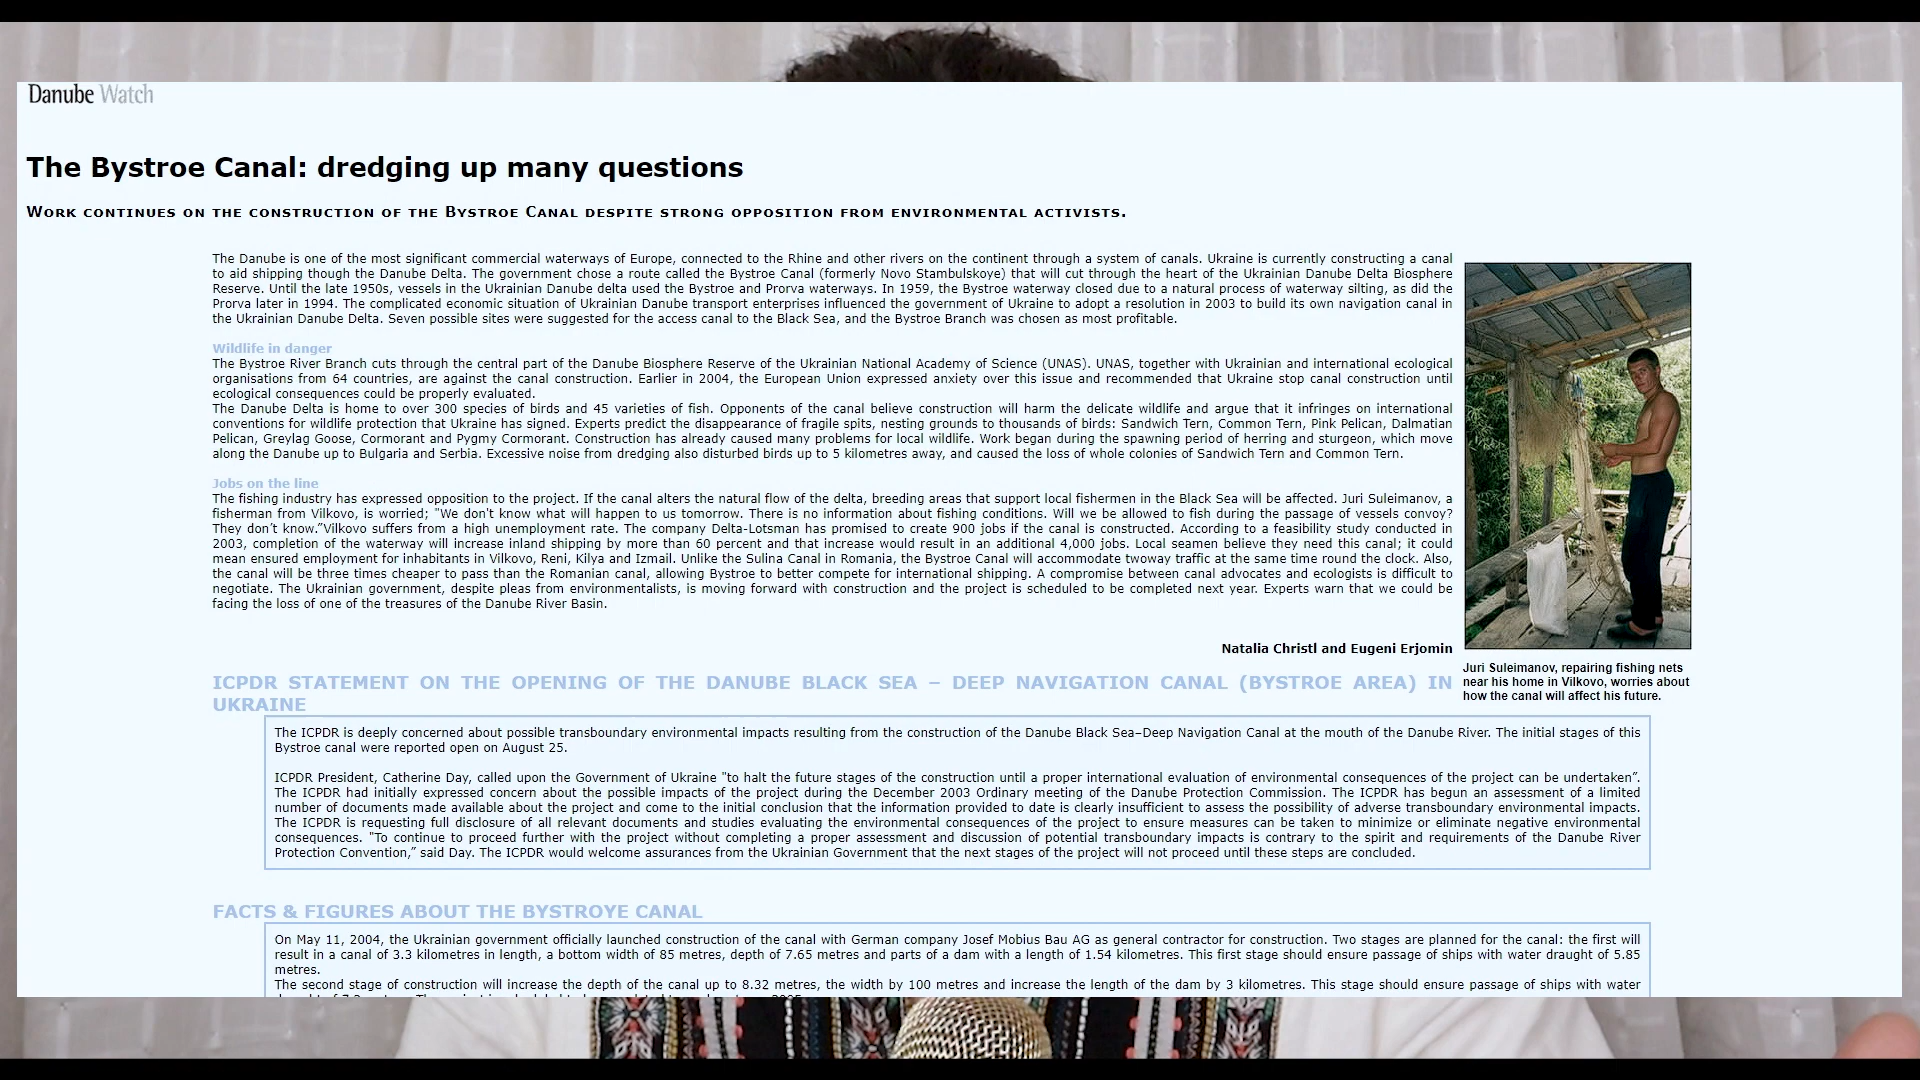 Danube Watch
The Bystroe Canal: dredging up many questions
Work continues on the construction of the Bystroe Canal despite strong opposition from environmental activists.
The Danube is one of the most significant commercial waterways of Europe, connected to the Rhine and other rivers on the continent through a system of canals. Ukraine is currently constructing a canal
to aid shipping though the Danube Delta. The government chose a route called the Bystroe Canal (formerly Novo Stambulskoye) that will cut through the heart of the Ukrainian Danube Delta Biosphere
Reserve. Until the late 1950s, vessels in the Ukrainian Danube delta used the Bystroe and Prorva waterways. In 1959, the Bystroe waterway closed due to a natural process of waterway silting, as did the
Prorva later in 1994. The complicated economic situation of Ukrainian Danube transport enterprises influenced the government of Ukraine to adopt a resolution in 2003 to build its own navigation canal in
the Ukrainian Danube Delta. Seven possible sites were suggested for the access canal to the Black Sea, and the Bystroe Branch was chosen as most profitable.
Wildlife in danger
The Bystroe River Branch cuts through the central part of the Danube Biosphere Reserve of the Ukrainian National Academy of Science (UNAS). UNAS, together with Ukrainian and international ecological
organisations from 64 countries, are against the canal construction. Earlier in 2004, the European Union expressed anxiety over this issue and recommended that Ukraine stop canal construction until
ecological consequences could be properly evaluated.
The Danube Delta is home to over 300 species of birds and 45 varieties of fish. Opponents of the canal believe construction will harm the delicate wildlife and argue that it infringes on international
conventions for wildlife protection that Ukraine has signed. Experts predict the disappearance of fragile spits, nesting grounds to thousands of birds: Sandwich Tern, Common Tern, Pink Pelican, Dalmatian
Pelican, Greylag Goose, Cormorant and Pygmy Cormorant. Construction has already caused many problems for local wildlife. Work began during the spawning period of herring and sturgeon, which move
along the Danube up to Bulgaria and Serbia. Excessive noise from dredging also disturbed birds up to 5 kilometres away, and caused the loss of whole colonies of Sandwich Tern and Common Tern.
Jobs on the line
The fishing industry has expressed opposition to the project. If the canal alters the natural flow of the delta, breeding areas that support local fishermen in the Black Sea will be affected. Juri Suleimanov, a
fisherman from Vilkovo, is worried; "We don't know what will happen to us tomorrow. There is no information about fishing conditions. Will we be allowed to fish during the passage of vessels convoy?
They don’t know.”Vilkovo suffers from a high unemployment rate. The company Delta-Lotsman has promised to create 900 jobs if the canal is constructed. According to a feasibility study conducted in
2003, completion of the waterway will increase inland shipping by more than 60 percent and that increase would result in an additional 4,000 jobs. Local seamen believe they need this canal; it could
mean ensured employment for inhabitants in Vilkovo, Reni, Kilya and Izmail. Unlike the Sulina Canal in Romania, the Bystroe Canal will accommodate twoway traffic at the same time round the clock. Also,
the canal will be three times cheaper to pass than the Romanian canal, allowing Bystroe to better compete for international shipping. A compromise between canal advocates and ecologists is difficult to
negotiate. The Ukrainian government, despite pleas from environmentalists, is moving forward with construction and the project is scheduled to be completed next year. Experts warn that we could be
facing the loss of one of the treasures of the Danube River Basin.
Natalia Christl and Eugeni Erjomin
Juri Suleimanov, repairing fishing nets
near his home in Vilkovo, worries about
how the canal will affect his future.
ICPDR STATEMENT ON THE OPENING OF THE DANUBE BLACK SEA – DEEP NAVIGATION CANAL (BYSTROE AREA) IN
UKRAINE
The ICPDR is deeply concerned about possible transboundary environmental impacts resulting from the construction of the Danube Black Sea–Deep Navigation Canal at the mouth of the Danube River. The initial stages of this
Bystroe canal were reported open on August 25.
ICPDR President, Catherine Day, called upon the Government of Ukraine "to halt the future stages of the construction until a proper international evaluation of environmental consequences of the project can be undertaken”.
The ICPDR had initially expressed concern about the possible impacts of the project during the December 2003 Ordinary meeting of the Danube Protection Commission. The ICPDR has begun an assessment of a limited
number of documents made available about the project and come to the initial conclusion that the information provided to date is clearly insufficient to assess the possibility of adverse transboundary environmental impacts.
The ICPDR is requesting full disclosure of all relevant documents and studies evaluating the environmental consequences of the project to ensure measures can be taken to minimize or eliminate negative environmental
consequences. "To continue to proceed further with the project without completing a proper assessment and discussion of potential transboundary impacts is contrary to the spirit and requirements of the Danube River
Protection Convention,” said Day. The ICPDR would welcome assurances from the Ukrainian Government that the next stages of the project will not proceed until these steps are concluded.
FACTS & FIGURES ABOUT THE BYSTROYE CANAL
On May 11, 2004, the Ukrainian government officially launched construction of the canal with German company Josef Mobius Bau AG as general contractor for construction. Two stages are planned for the canal: the first will
result in a canal of 3.3 kilometres in length, a bottom width of 85 metres, depth of 7.65 metres and parts of a dam with a length of 1.54 kilometres. This first stage should ensure passage of ships with water draught of 5.85
metres.
The second stage of construction will increase the depth of the canal up to 8.32 metres, the width by 100 metres and increase the length of the dam by 3 kilometres. This stage should ensure passage of ships with water